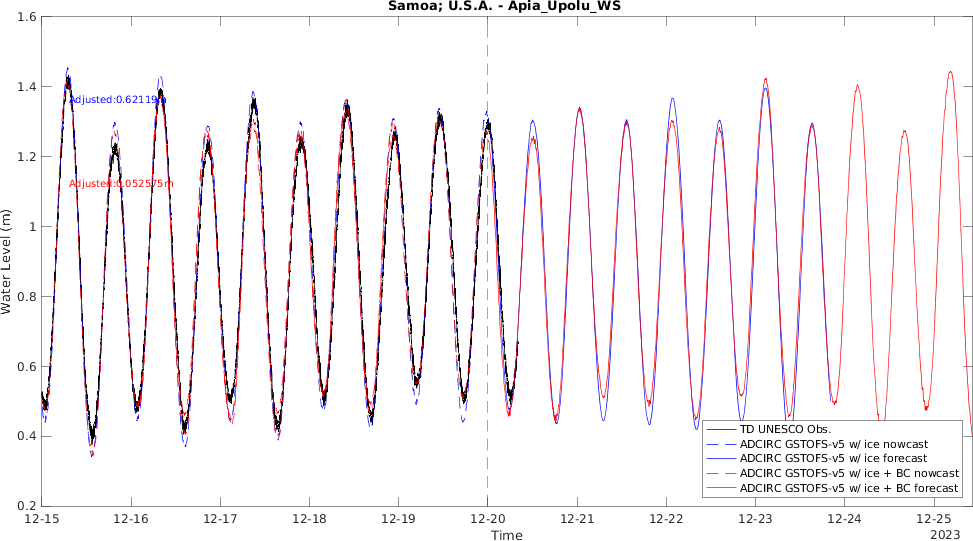 Samoa; U.S.A. - Apia_Upolu_WS
1.6
1.4
1.2
1
0.8
0.6
0.4
0.2
Water Level (m)
Adjusted:0.62119m
Adjusted:0.052575m
TD UNESCO Obs.
ADCIRC GSTOFS-v5 w/ ice nowcast
ADCIRC GSTOFS-v5 w/ ice forecast
ADCIRC GSTOFS-v5 w/ ice + BC nowcast
ADCIRC GSTOFS-v5 w/ ice + BC forecast
12-15 12-16 12-17 12-18 12-19 12-20 12-21 12-22 12-23 12-24 12-25
2023
Time